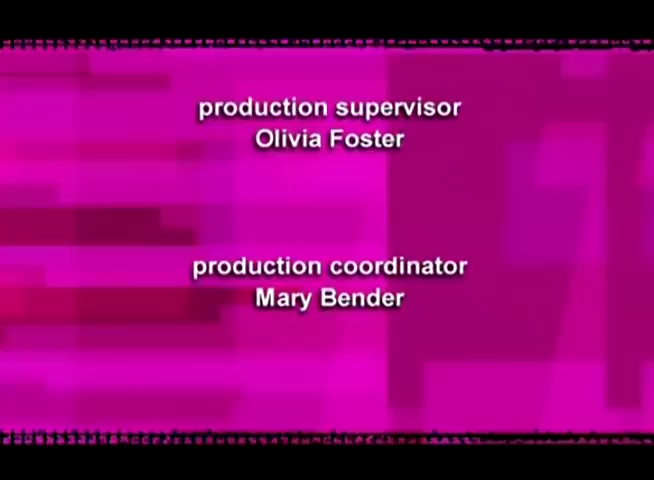 production supervisor
Olivia Foster
production coordinator
Mary Bender